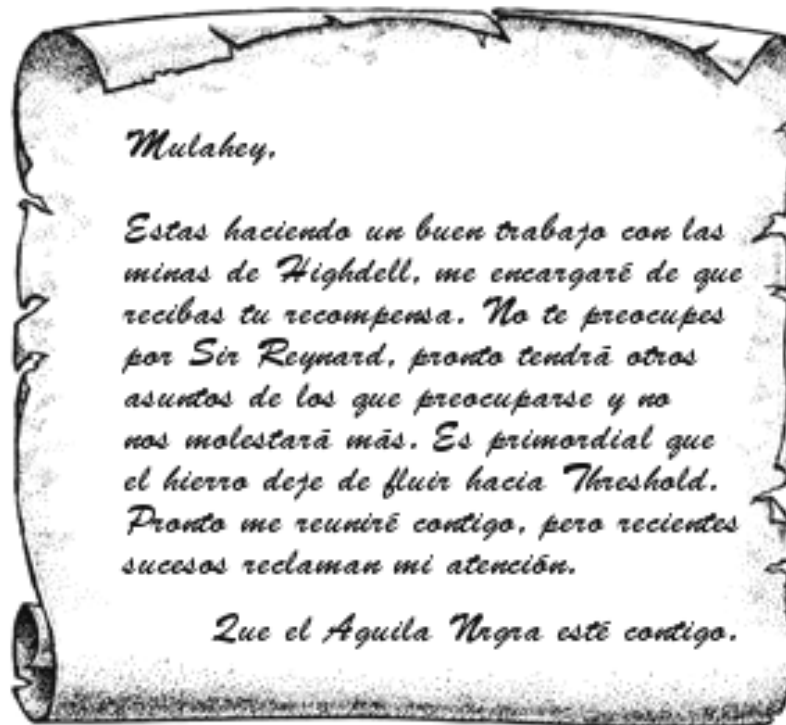 Mulahey,
Estas haciendo un buen trabajo con las
minas de Highdell, me encargaré de que
recibas tu recompensa. No te preocupes
por Sir Reynard, pronto tendrá otros
asuntos de los que preocuparse y no
nos molestará más. Es primordial que
el hierro deje de fluir hacia Threshold.
Pronto me reuniré contigo, pero recientes
sucesos reclaman mi atención.
Que el Aguila Nrgra esté contigo.